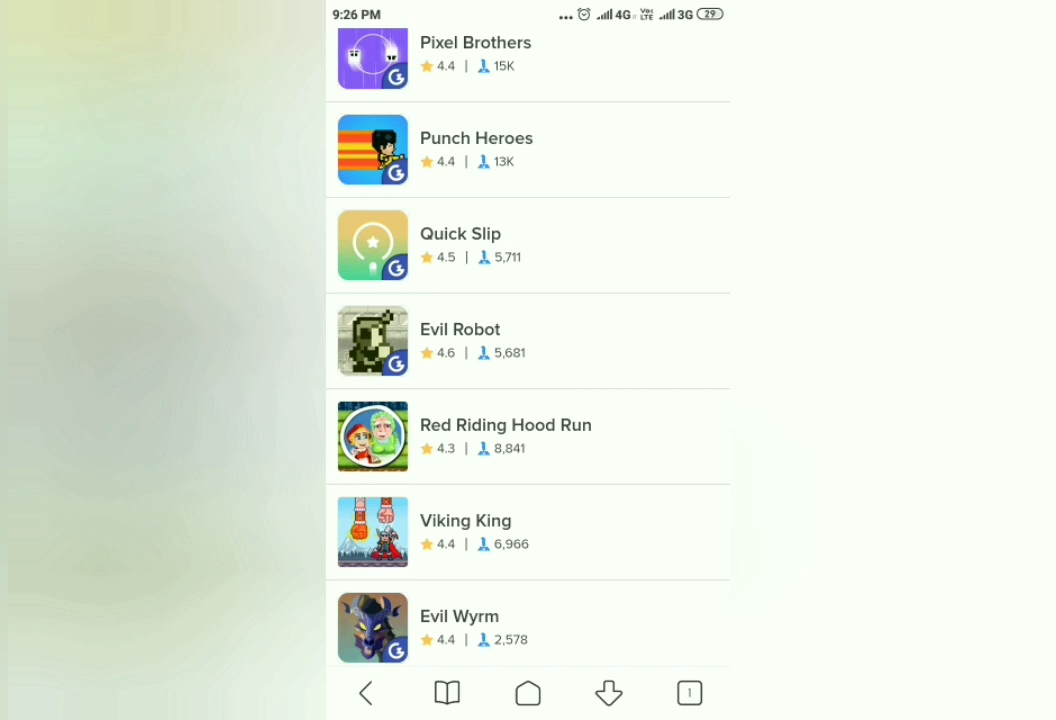 9:26 PM 4G Vo) LTE 3G 29
Pixel Brothers
4.4 | 15K
Punch Heroes
4.4 | 13K
Quick Slip
4.5 | 5,711
Evil Robot
4.6 | 5,681
Red Riding Hood Run
4.3 | 8,841
Viking King
4.4 | 6,966
Evil Wyrm
4.4 | 2,578
1